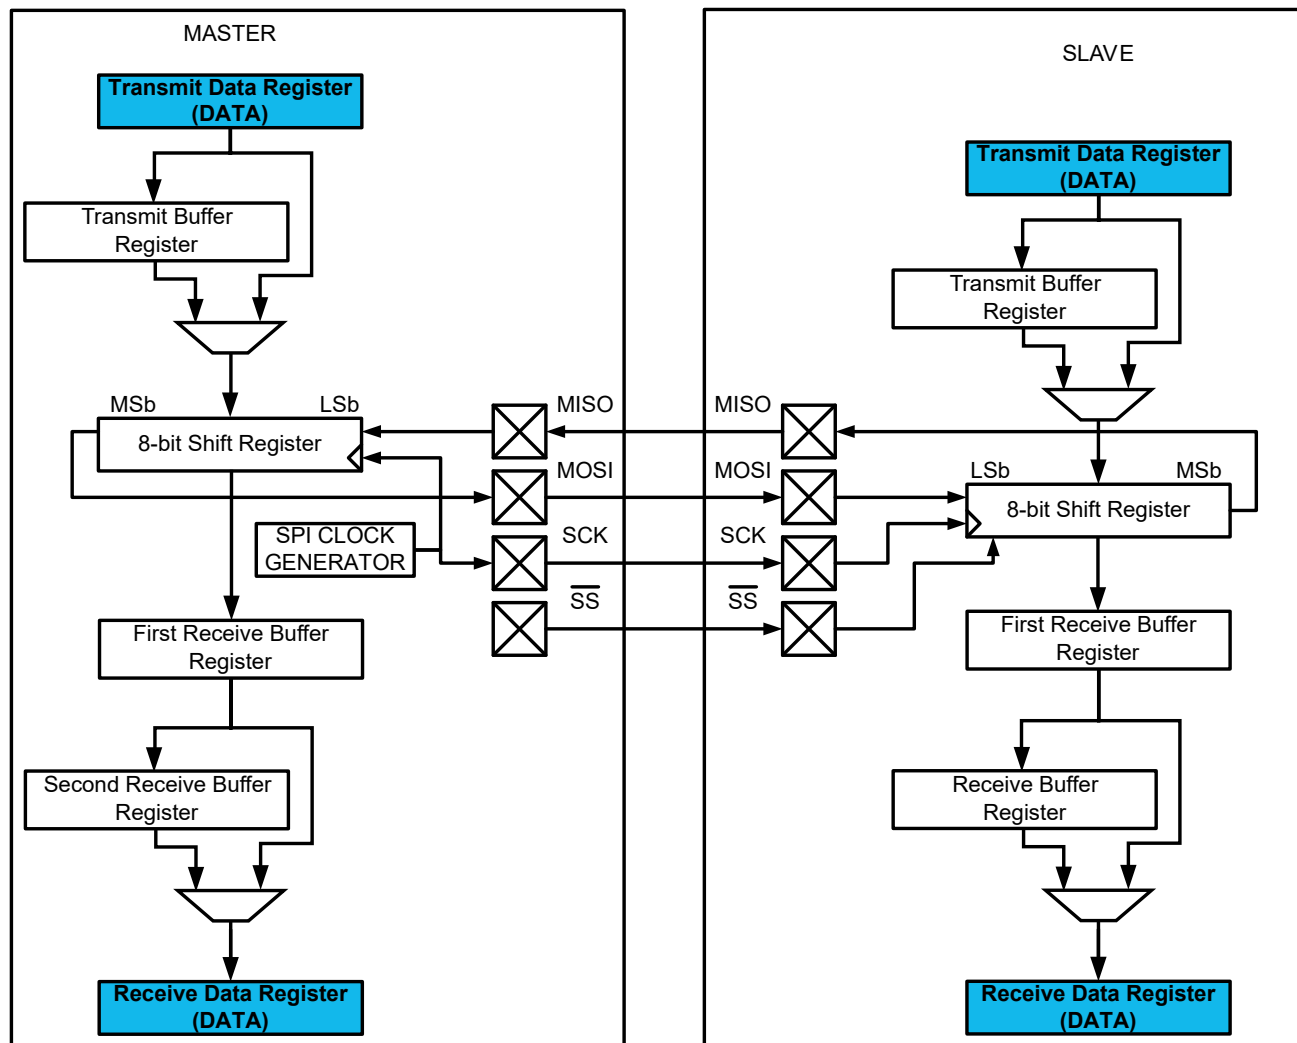 MASTER
Transmit Data Register
(DATA)
Transmit Buffer
Register
MSb
LSb
8-bit Shift Register
SPI CLOCK
GENERATOR
First Receive Buffer
Register
Second Receive Buffer
Register
Receive Data Register
(DATA)
MISO
MOSI
SCK
SS
MISO
MOSI
SCK
SS
SLAVE
Transmit Data Register
(DATA)
Transmit Buffer
Register
LSb
MSb
8-bit Shift Register
First Receive Buffer
Register
Receive Buffer
Register
Receive Data Register
(DATA)